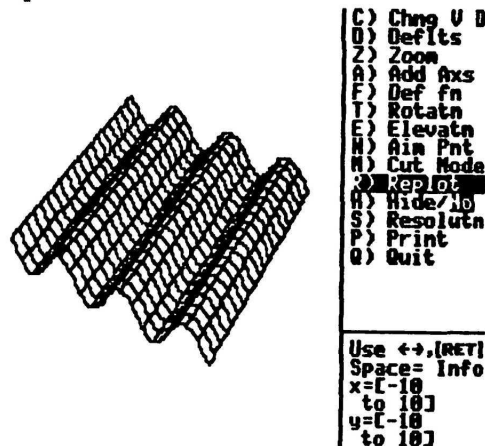 C) Chng V D
D) Deflts
Z) Zoom
A) Add Axs
F) Def fn
T) Rotatn
E) Elevatn
N) Aim Pnt
M) Cut Mode
R) Replot
H) Hide/No
S) Resolutn
P) Print
Q) Quit
Use ←→,[RET]
Space= Info
x=[-10
to 10]
y=[-10
to 10]